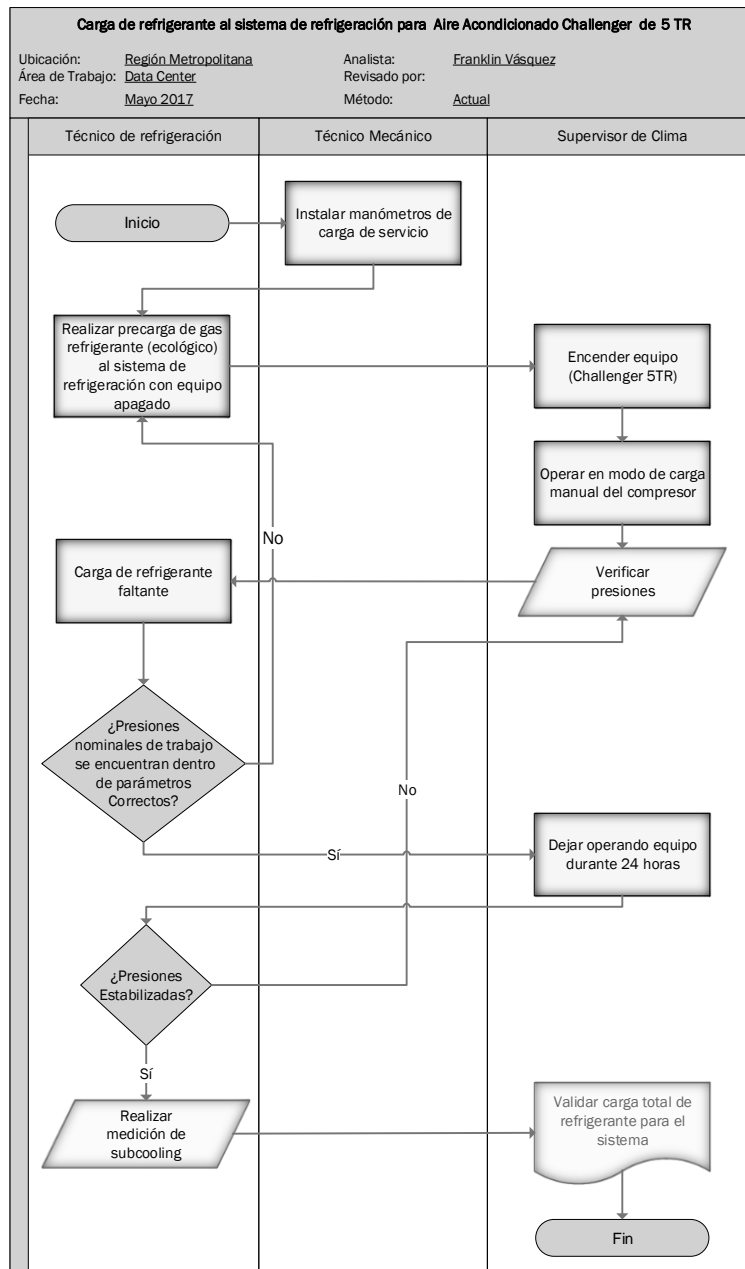 Carga de refrigerante al sistema de refrigeración para Aire Acondicionado Challenger de 5 TR
Ubicación: Región Metropolitana
Analista: Franklin Vásquez
Área de Trabajo: Data Center
Revisado por:
Fecha: Mayo 2017
Método: Actual
Técnico de refrigeración
Técnico Mecánico
Supervisor de Clima
Inicio
Instalar manómetros de
carga de servicio
Realizar precarga de gas
refrigerante (ecológico)
al sistema de
refrigeración con equipo
apagado
Encender equipo
(Challenger 5TR)
Operar en modo de carga
manual del compresor
Verificar
presiones
Carga de refrigerante
faltante
No
¿Presiones
nominales de trabajo
se encuentran dentro
de parámetros
Correctos?
No
Sí
Dejar operando equipo
durante 24 horas
¿Presiones
Estabilizadas?
Sí
Realizar
medición de
subcooling
Validar carga total de
refrigerante para el
sistema
Fin